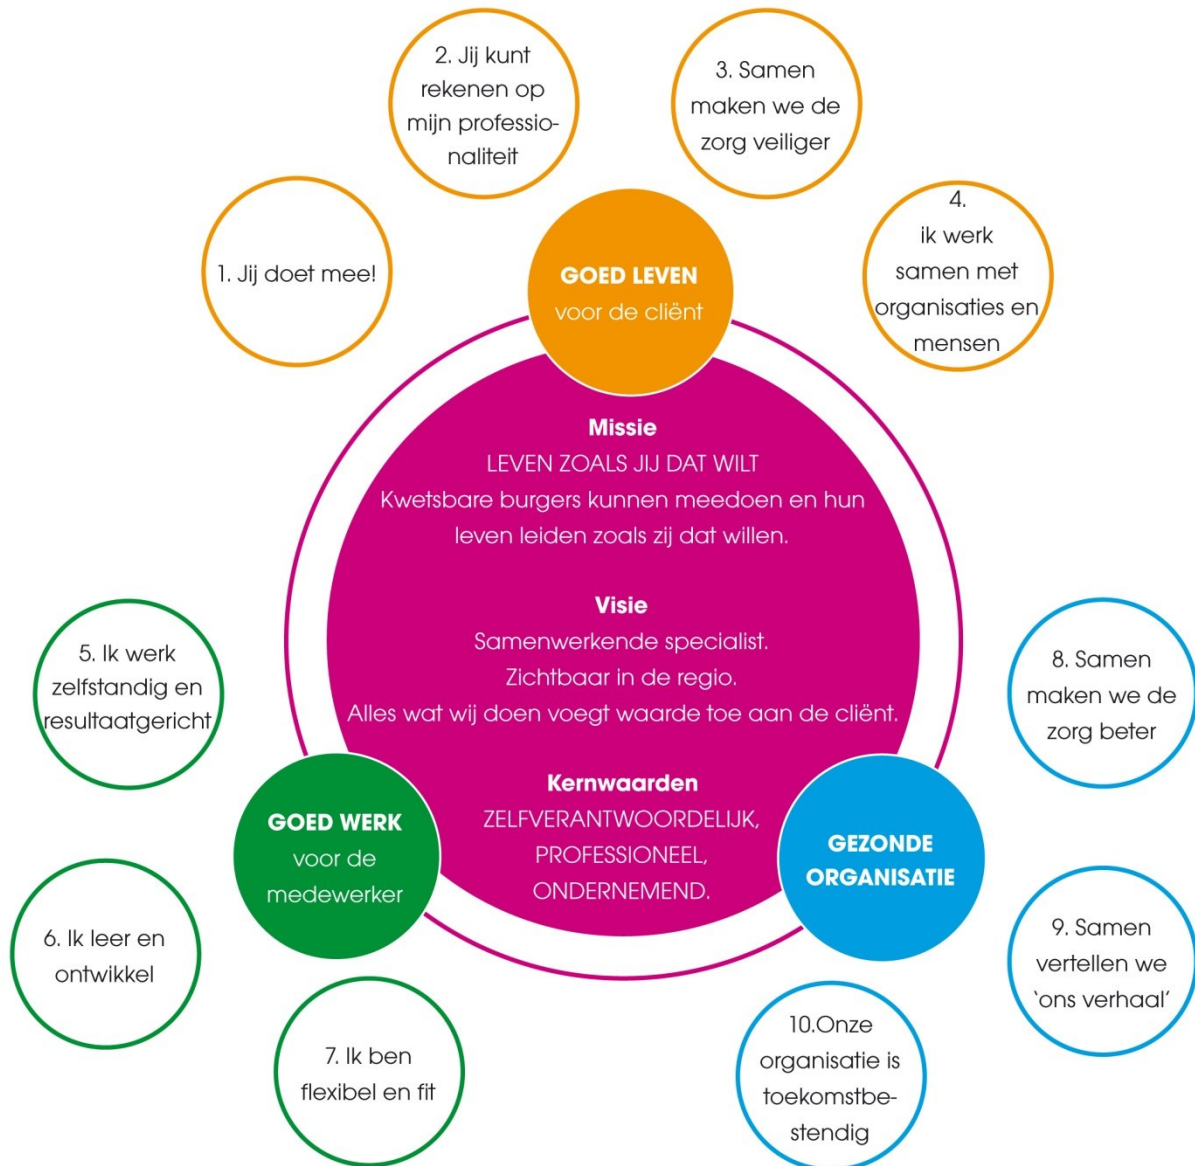 2. Jij kunt
rekenen op
mijn professio-
naliteit
3. Samen
maken we de
zorg veiliger
1. Jij doet mee!
4.
ik werk
samen met
organisaties en
mensen
GOED LEVEN
voor de cliënt
Missie
LEVEN ZOALS JIJ DAT WILT
Kwetsbare burgers kunnen meedoen en hun
leven leiden zoals zij dat willen.
Visie
Samenwerkende specialist.
Zichtbaar in de regio.
Alles wat wij doen voegt waarde toe aan de cliënt.
Kernwaarden
ZELFVERANTWOORDELIJK,
PROFESSIONEEL,
ONDERNEMEND.
5. Ik werk
zelfstandig en
resultaatgericht
GOED WERK
voor de
medewerker
6. Ik leer en
ontwikkel
7. Ik ben
flexibel en fit
8. Samen
maken we de
zorg beter
GEZONDE
ORGANISATIE
9. Samen
vertellen we
‘ons verhaal’
10.Onze
organisatie is
toekomstbe-
stendig